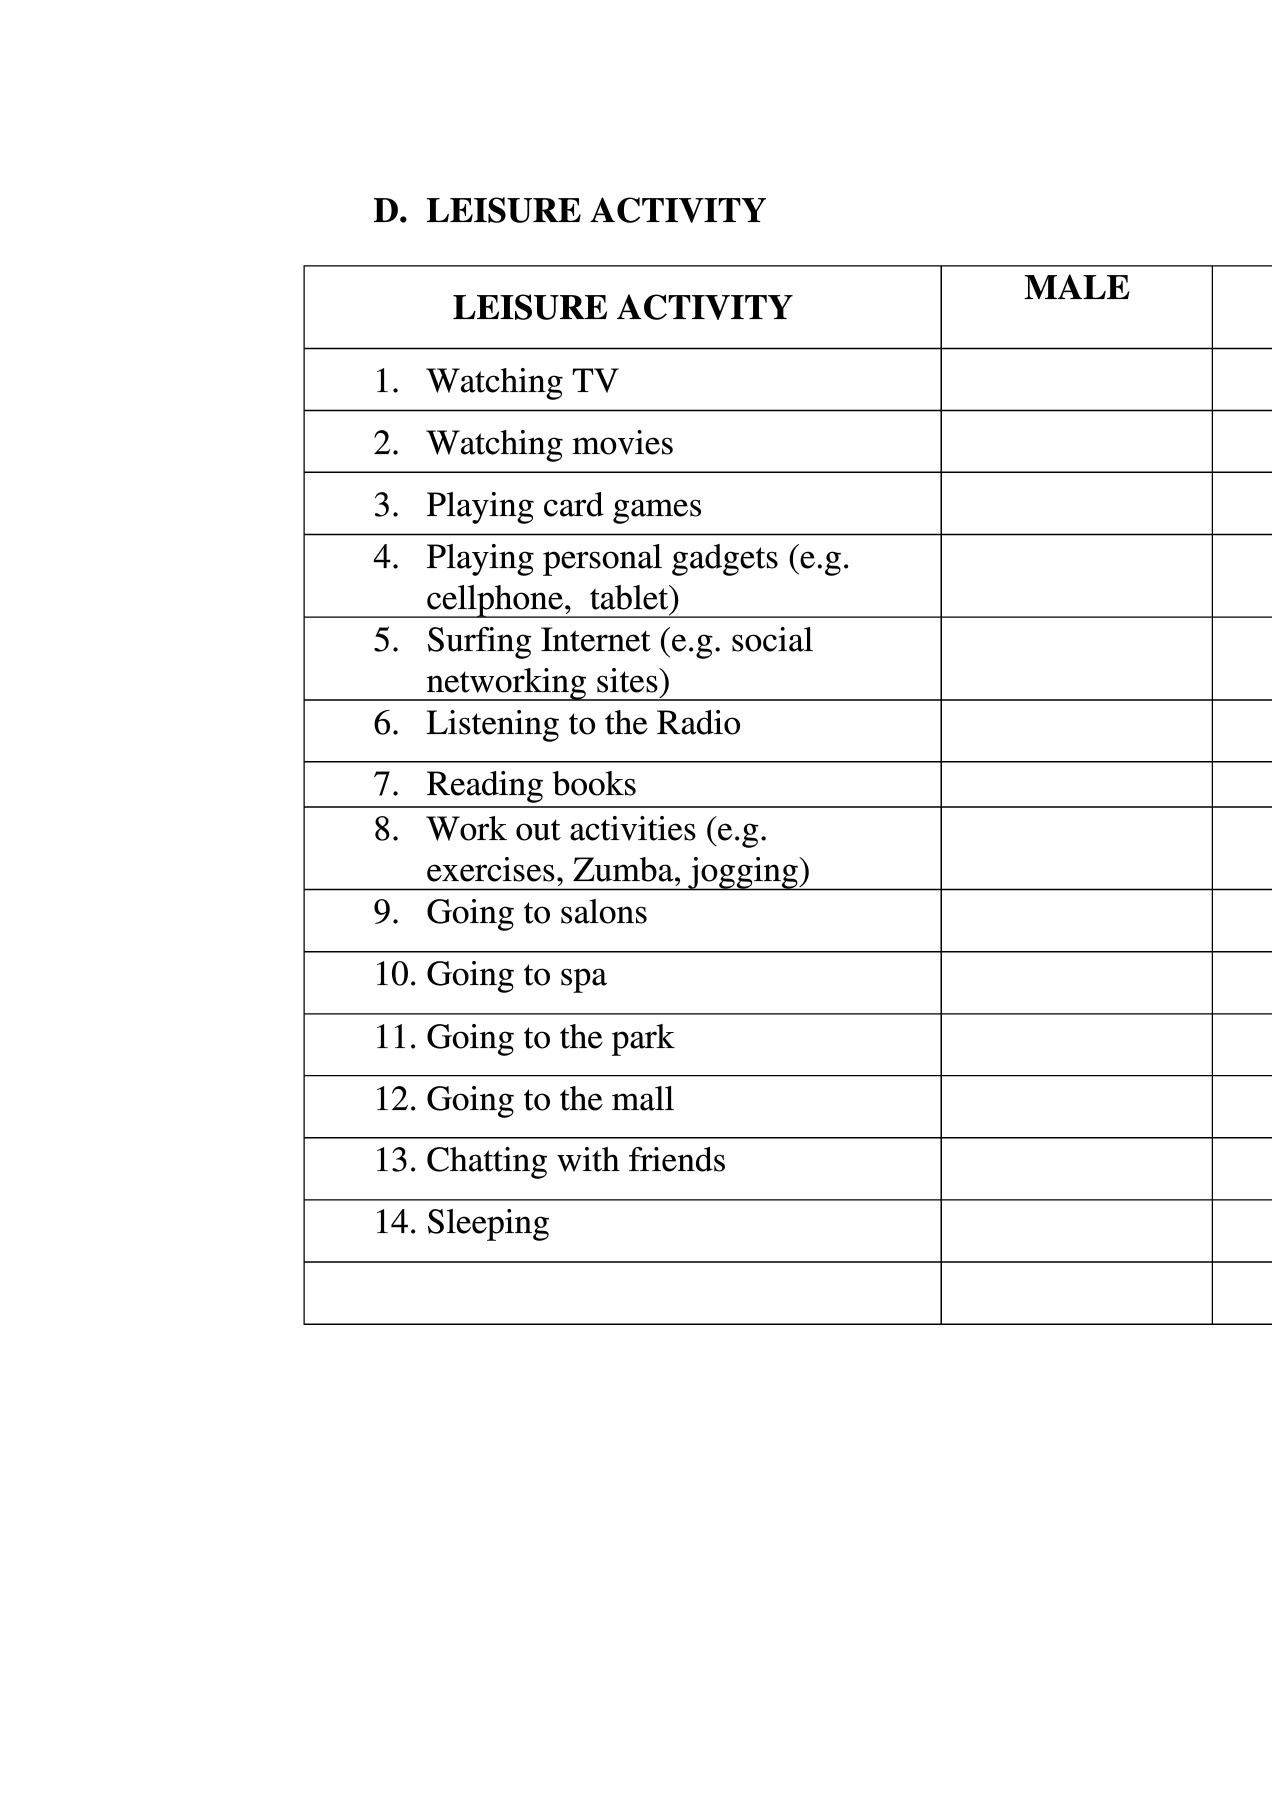 D. LEISURE ACTIVITY
LEISURE ACTIVITY MALE
1. Watching TV
2. Watching movies
3. Playing card games
4. Playing personal gadgets (e.g.
cellphone, tablet)
5. Surfing Internet (e.g. social
networking sites)
6. Listening to the Radio
7. Reading books
8. Work out activities (e.g.
exercises, Zumba, jogging)
9. Going to salons
10. Going to spa
11. Going to the park
12. Going to the mall
13. Chatting with friends
14. Sleeping